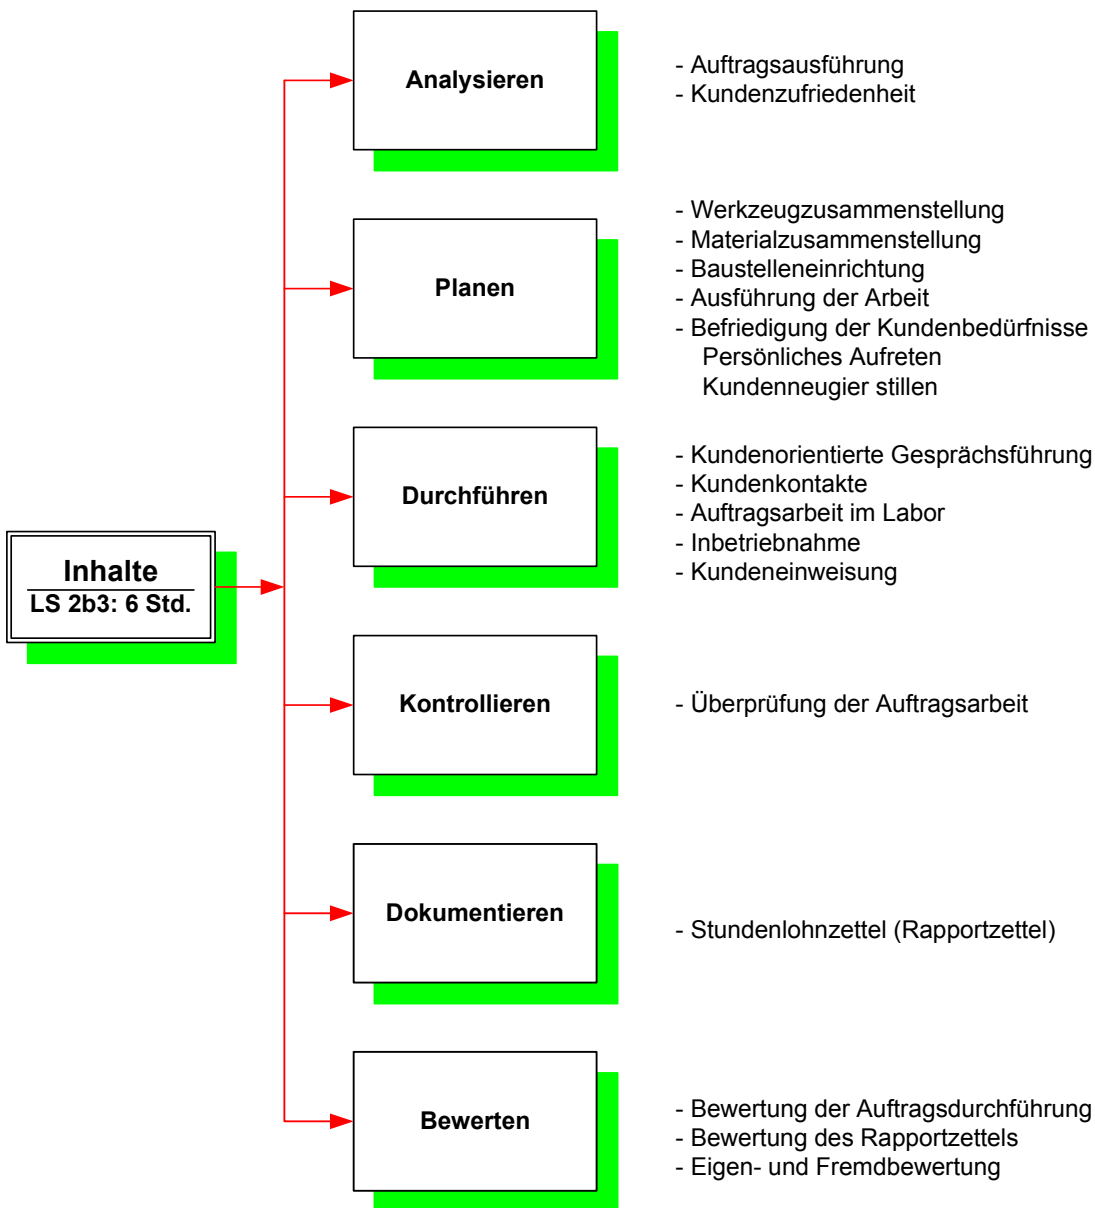 Analysieren
- Auftragsausführung
- Kundenzufriedenheit
Planen
- Werkzeugzusammenstellung
- Materialzusammenstellung
- Baustelleneinrichtung
- Ausführung der Arbeit
- Befriedigung der Kundenbedürfnisse
Persönliches Aufreten
Kundenneugier stillen
Durchführen
- Kundenorientierte Gesprächsführung
- Kundenkontakte
- Auftragsarbeit im Labor
- Inbetriebnahme
- Kundeneinweisung
Inhalte
LS 2b3: 6 Std.
Kontrollieren
- Überprüfung der Auftragsarbeit
Dokumentieren
- Stundenlohnzettel (Rapportzettel)
Bewerten
- Bewertung der Auftragsdurchführung
- Bewertung des Rapportzettels
- Eigen- und Fremdbewertung